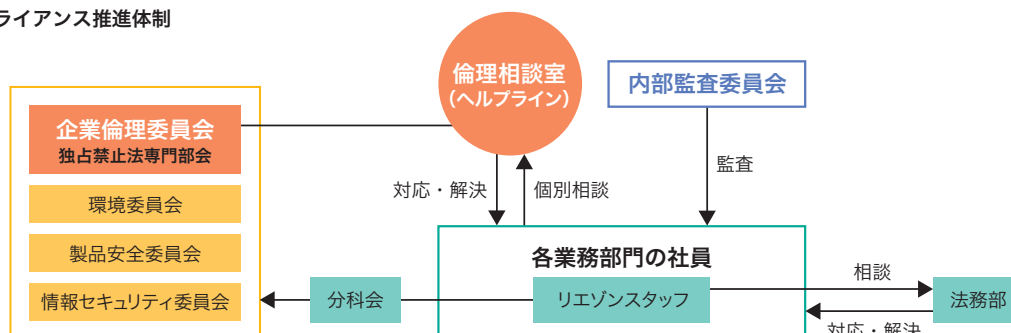 ライアンス推進体制
倫理相談室
(ヘルプライン)
内部監査委員会
企業倫理委員会
独占禁止法専門部会
監査
対応・解決
個別相談
環境委員会
製品安全委員会
各業務部門の社員
情報セキュリティ委員会
分科会
リエゾンスタッフ
相談
法務部
対応・解決